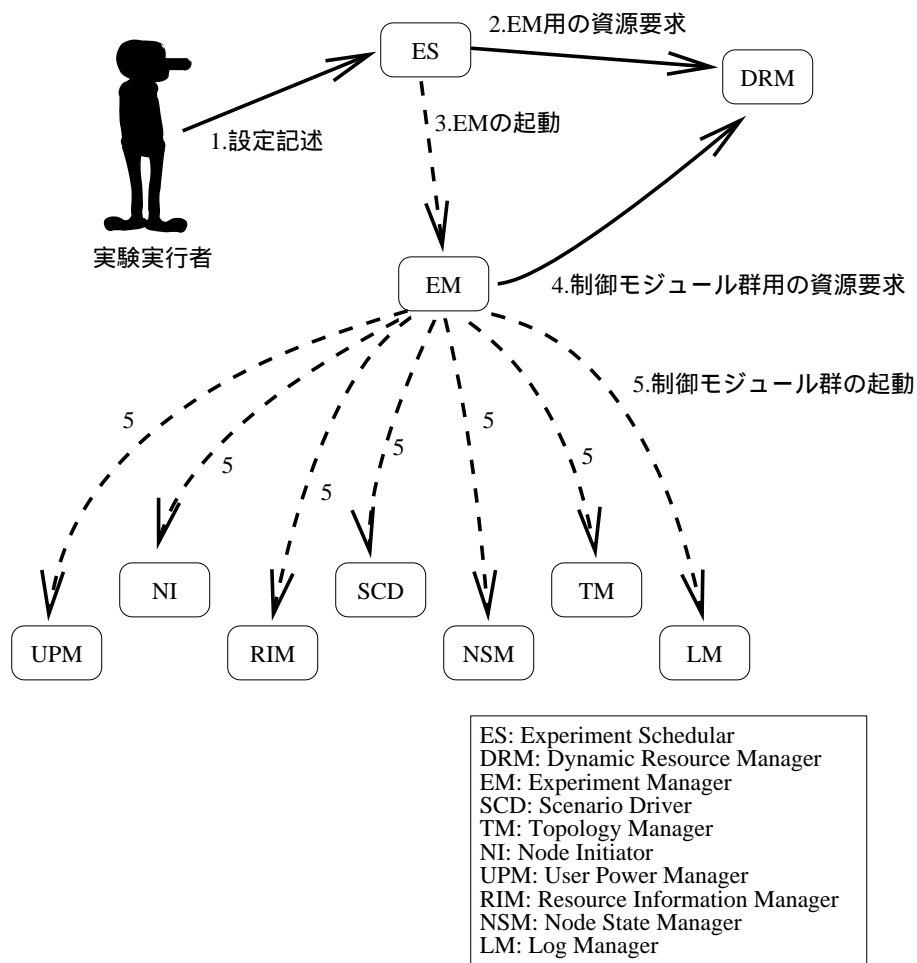 2.EM用の資源要求
ES
DRM
3.EMの起動
1.設定記述
実験実行者
EM
4.制御モジュール群用の資源要求
5.制御モジュール群の起動
5
5
5
5
5
5
NI
SCD
TM
UPM
RIM
NSM
LM
ES: Experiment Schedular
DRM: Dynamic Resource Manager
EM: Experiment Manager
SCD: Scenario Driver
TM: Topology Manager
NI: Node Initiator
UPM: User Power Manager
RIM: Resource Information Manager
NSM: Node State Manager
LM: Log Manager